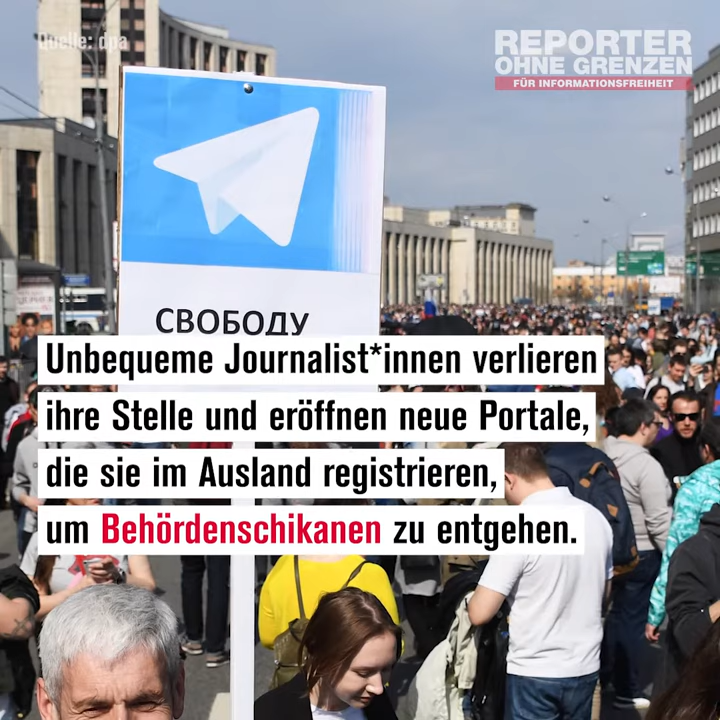 Quelle: dpa
REPORTER
OHNE GRENZEN
FÜR INFORMATIONSFREIHEIT
СВОБОДУ
Unbequeme Journalist*innen verlieren
ihre Stelle und eröffnen neue Portale,
die sie im Ausland registrieren,
um Behördenschikanen zu entgehen.